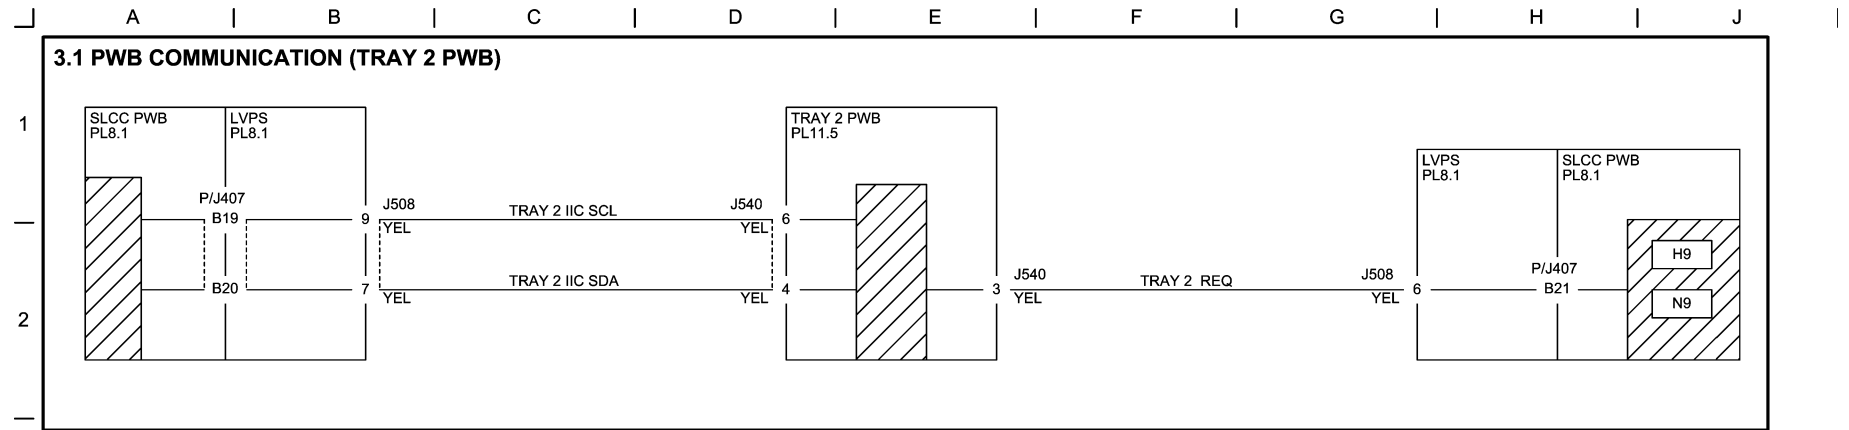 A B C D E F G H J
3.1 PWB COMMUNICATION (TRAY 2 PWB)
1
SLCC PWB
PL8.1
LVPS
PL8.1
TRAY 2 PWB
PL11.5
LVPS
PL8.1
SLCC PWB
PL8.1
P/J407
B19
9
J508
YEL
TRAY 2 IIC SCL
J540
YEL
6
B20
7
YEL
TRAY 2 IIC SDA
YEL
4
3
J540
YEL
TRAY 2 REQ
J508
YEL
6
P/J407
B21
H9
N9
2